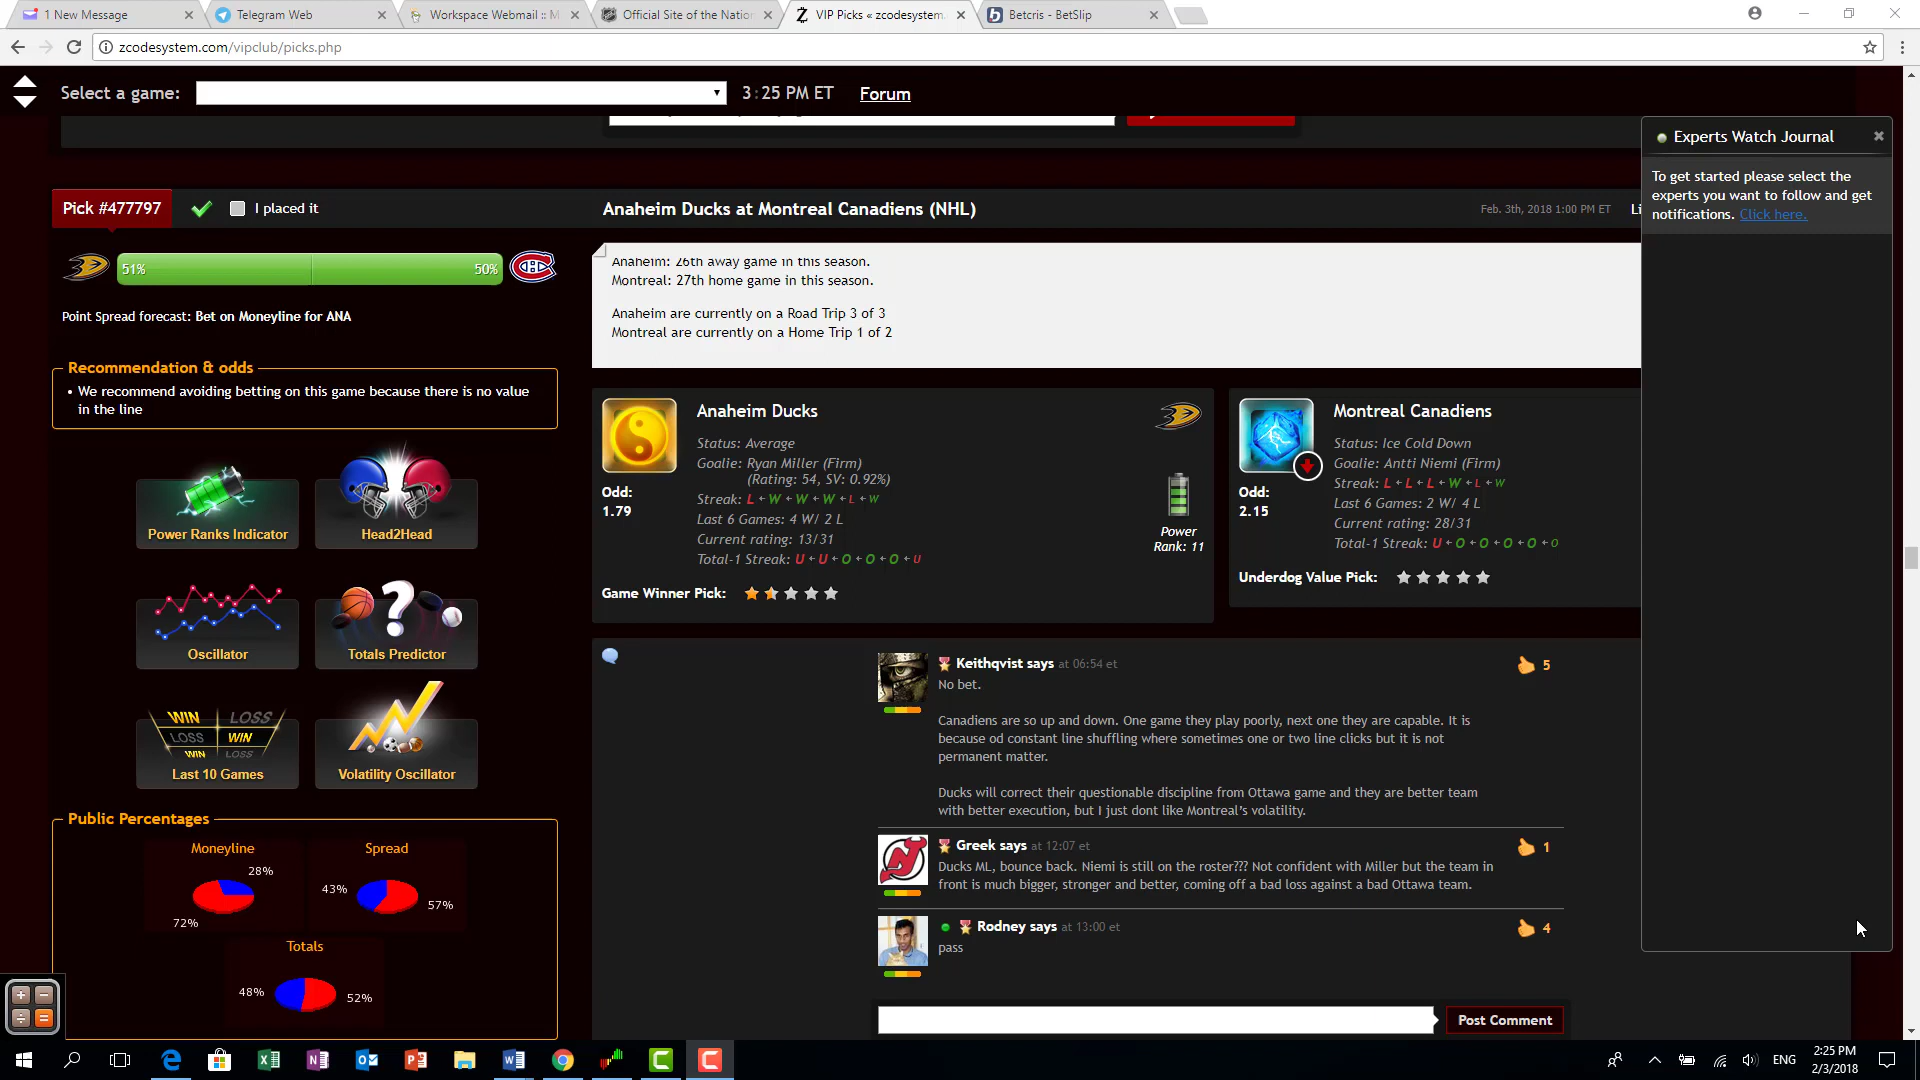 1 New Message
Telegram Web
Workspace Webmail :: M
Official Site of the Nation
VIP Picks « zcodesystem.
Betcris - BetSlip
zcodesystem.com/vipclub/picks.php
Select a game:
3:25 PM ET
Forum
Experts Watch Journal
To get started please select the
experts you want to follow and get
notifications. Click here.
Pick #477797
I placed it
Anaheim Ducks at Montreal Canadiens (NHL)
Feb. 3th, 2018 1:00 PM ET
Li
51%
50%
Point Spread forecast: Bet on Moneyline for ANA
Anaheim: 26th away game in this season.
Montreal: 27th home game in this season.
Anaheim are currently on a Road Trip 3 of 3
Montreal are currently on a Home Trip 1 of 2
Recommendation & odds
• We recommend avoiding betting on this game because there is no value
in the line
Power Ranks Indicator
Head2Head
Oscillator
Totals Predictor
WIN LOSS
LOSS WIN
WIN LOSS
Last 10 Games
Volatility Oscillator
Public Percentages
Moneyline
28%
72%
Spread
43%
57%
Totals
48%
52%
Anaheim Ducks
Status: Average
Goalie: Ryan Miller (Firm)
(Rating: 54, SV: 0.92%)
Odd:
1.79
Streak: L ← W ← W ← W ← L ← W
Last 6 Games: 4 W/ 2 L
Current rating: 13/31
Total-1 Streak: U ← U ← O ← O ← O ← U
Power
Rank: 11
Game Winner Pick:
Montreal Canadiens
Status: Ice Cold Down
Goalie: Antti Niemi (Firm)
Odd:
2.15
Streak: L ← L ← L ← W ← L ← W
Last 6 Games: 2 W/ 4 L
Current rating: 28/31
Total-1 Streak: U ← O ← O ← O ← O ← O
Underdog Value Pick:
Keithqvist says at 06:54 et
5
No bet.
Canadiens are so up and down. One game they play poorly, next one they are capable. It is
because od constant line shuffling where sometimes one or two line clicks but it is not
permanent matter.
Ducks will correct their questionable discipline from Ottawa game and they are better team
with better execution, but I just dont like Montreal's volatility.
Greek says at 12:07 et
1
Ducks ML, bounce back. Niemi is still on the roster??? Not confident with Miller but the team in
front is much bigger, stronger and better, coming off a bad loss against a bad Ottawa team.
Rodney says at 13:00 et
4
pass
Post Comment
ENG
2:25 PM
2/3/2018